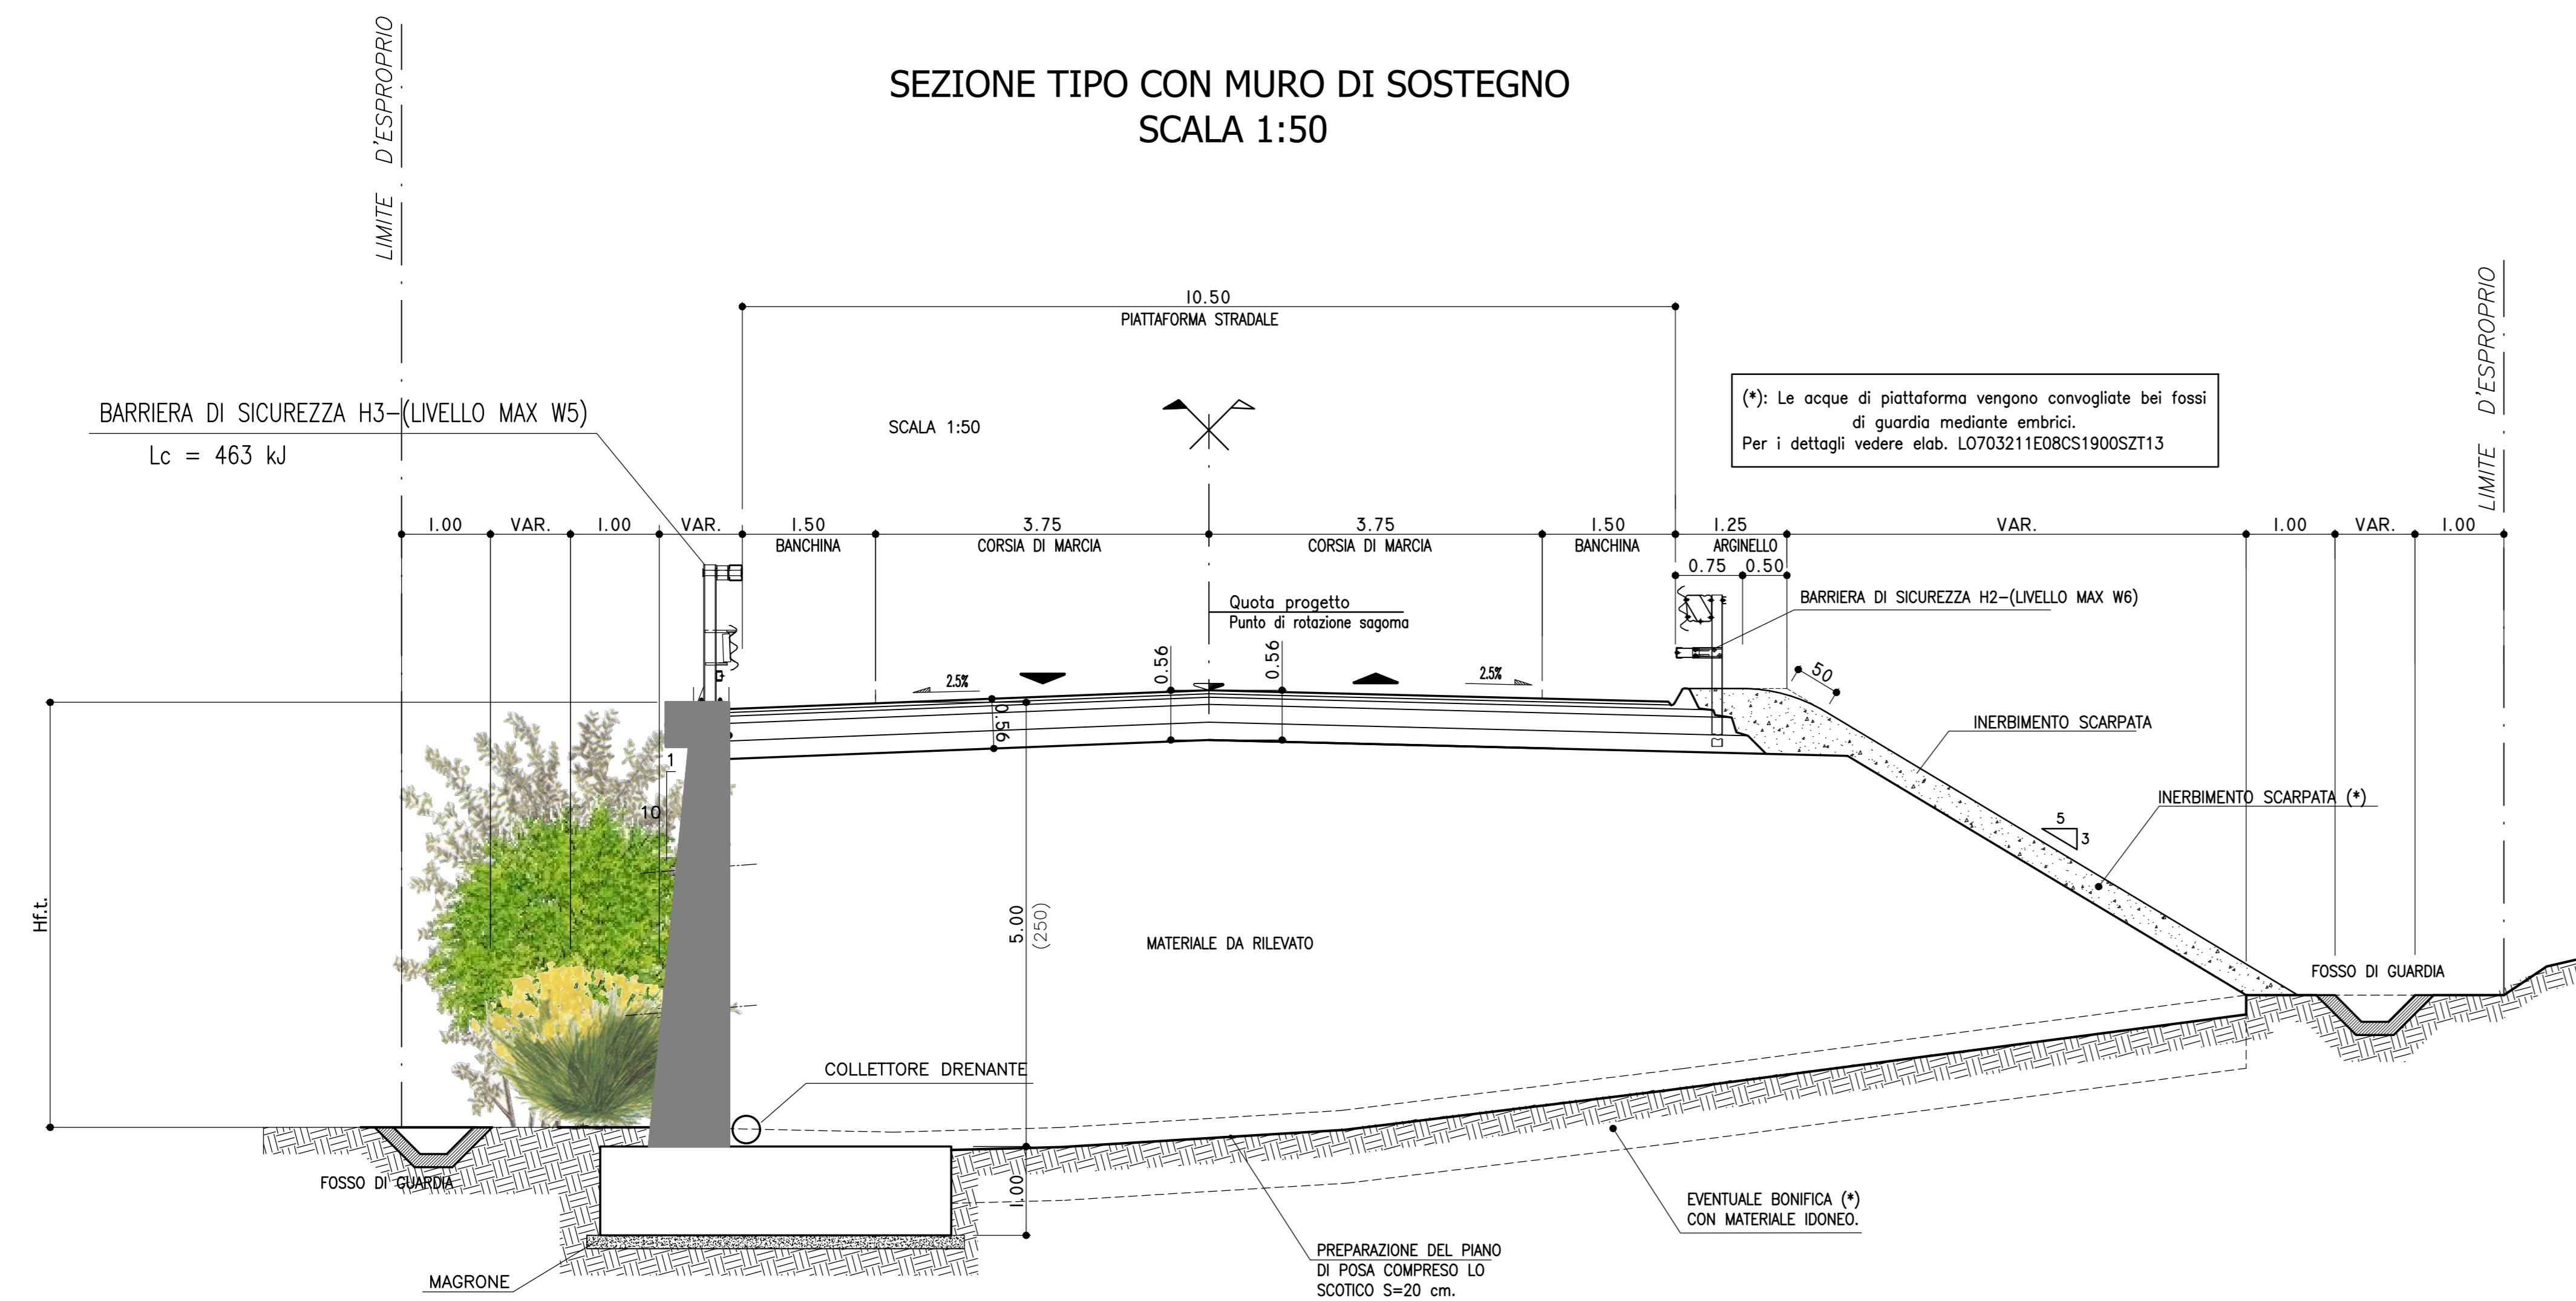 SEZIONE TIPO CON MURO DI SOSTEGNO
SCALA 1:50
LIMITE D'ESPROPRIO
LIMITE D'ESPROPRIO
10.50
PIATTAFORMA STRADALE
BARRIERA DI SICUREZZA H3-(LIVELLO MAX W5)
Lc = 463 kJ
SCALA 1:50
(*): Le acque di piattaforma vengono convogliate bei fossi
di guardia mediante embrici.
Per i dettagli vedere elab. LO703211E08CS1900SZT13
1.00 VAR. 1.00 VAR. 1.50 3.75 3.75 1.50 1.25 VAR. 1.00 VAR. 1.00
BANCHINA CORSIA DI MARCIA CORSIA DI MARCIA BANCHINA ARGINELLO
0.75 0.50
BARRIERA DI SICUREZZA H2-(LIVELLO MAX W6)
Quota progetto
Punto di rotazione sagoma
0.56
0.56
2.5%
2.5%
50
0.56
INERBIMENTO SCARPATA
1
10
INERBIMENTO SCARPATA (*)
5
3
Hf.t.
5.00
(250)
MATERIALE DA RILEVATO
FOSSO DI GUARDIA
COLLETTORE DRENANTE
FOSSO DI GUARDIA
1.00
EVENTUALE BONIFICA (*)
CON MATERIALE IDONEO.
MAGRONE
PREPARAZIONE DEL PIANO
DI POSA COMPRESO LO
SCOTICO S=20 cm.